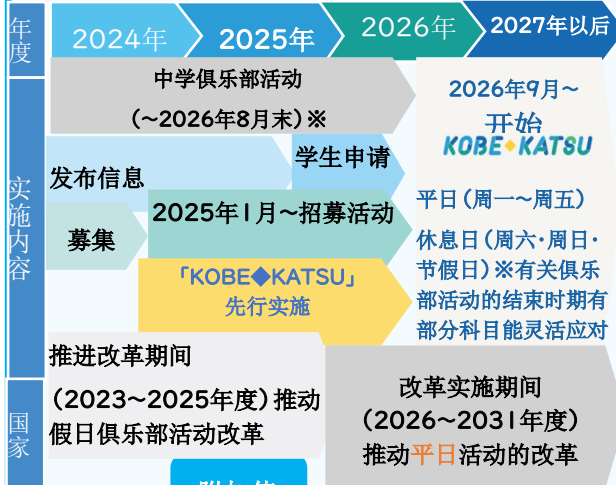 年度
2024年
2025年
2026年
2027年以后
实施内容
中学俱乐部活动
（～2026年8月末）※
发布信息
学生申请
募集
2025年1月～招募活动
「KOBE◆KATSU」
先行实施
2026年9月～
开始
KOBE◆KATSU
平日（周一～周五）
休息日（周六·周日·
节假日）※有关俱乐
部活动的结束时期有
部分科目能灵活应对
国家
推进改革期间
（2023～2025年度）推动
假日俱乐部活动改革
改革实施期间
（2026～2031年度）
推动平日活动的改革